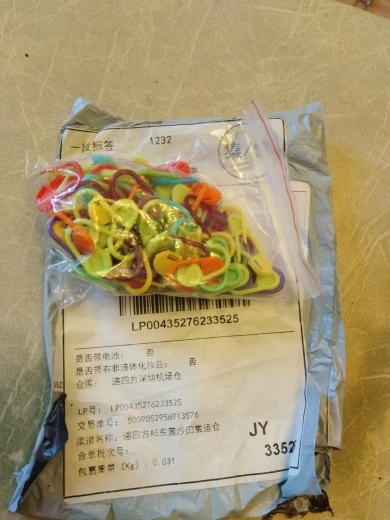 一段标签 1232
集
LP00435276233525
是否带电池: 否
是否带有非液体化妆品: 否
仓库: 递四方深圳机场仓
LP号: LP00435276233525
交易单号: 5009052956913576
渠道名称: 递四方AE东莞沙田集运仓
合单批次号:
JY
3352
包裹重量 (Kg): 0.031